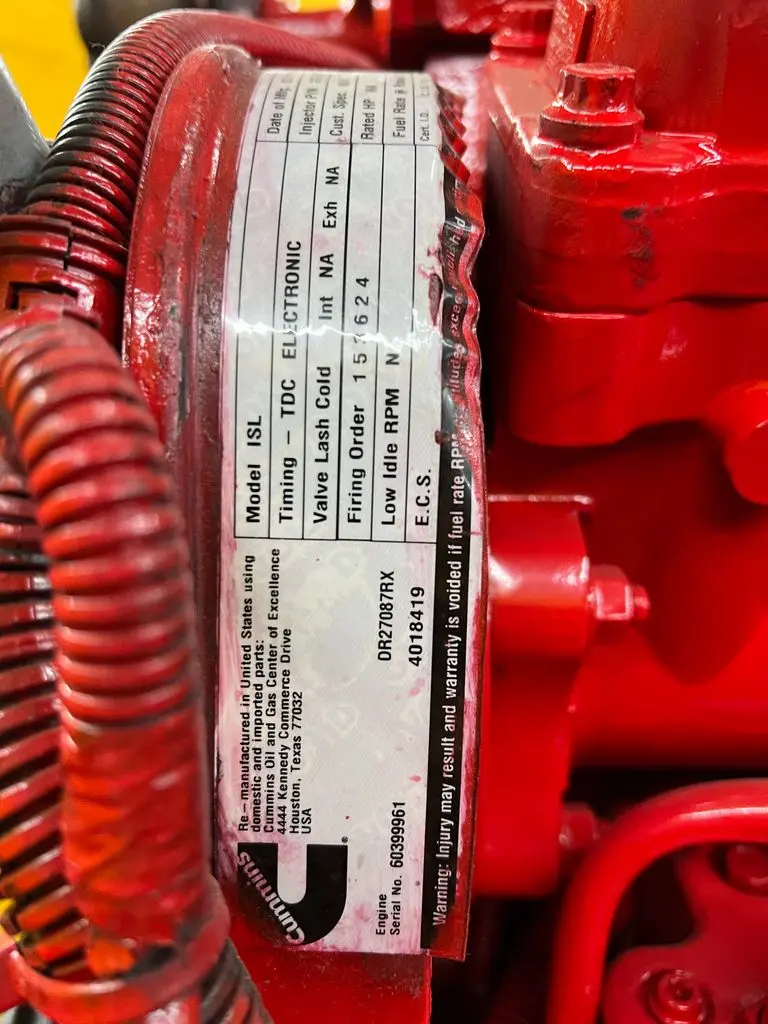 Cummins
®
Re-manufactured in United States using
domestic and imported parts:
Cummins Oil and Gas Center of Excellence
4444 Kennedy Commerce Drive
Houston, Texas 77032
USA
Engine
Serial No. 60399961
DR27087RX
4018419
Model ISL
Timing - TDC ELECTRONIC
Valve Lash Cold Int NA Exh NA
Firing Order 1 5 3 6 2 4
Low Idle RPM N
E.C.S.
Date of Mfg.
Injector P/N
Cust. Spec.
Rated HP
Fuel Rate @
Cert. I.D.
Warning: Injury may result and warranty is voided if fuel rate RPM